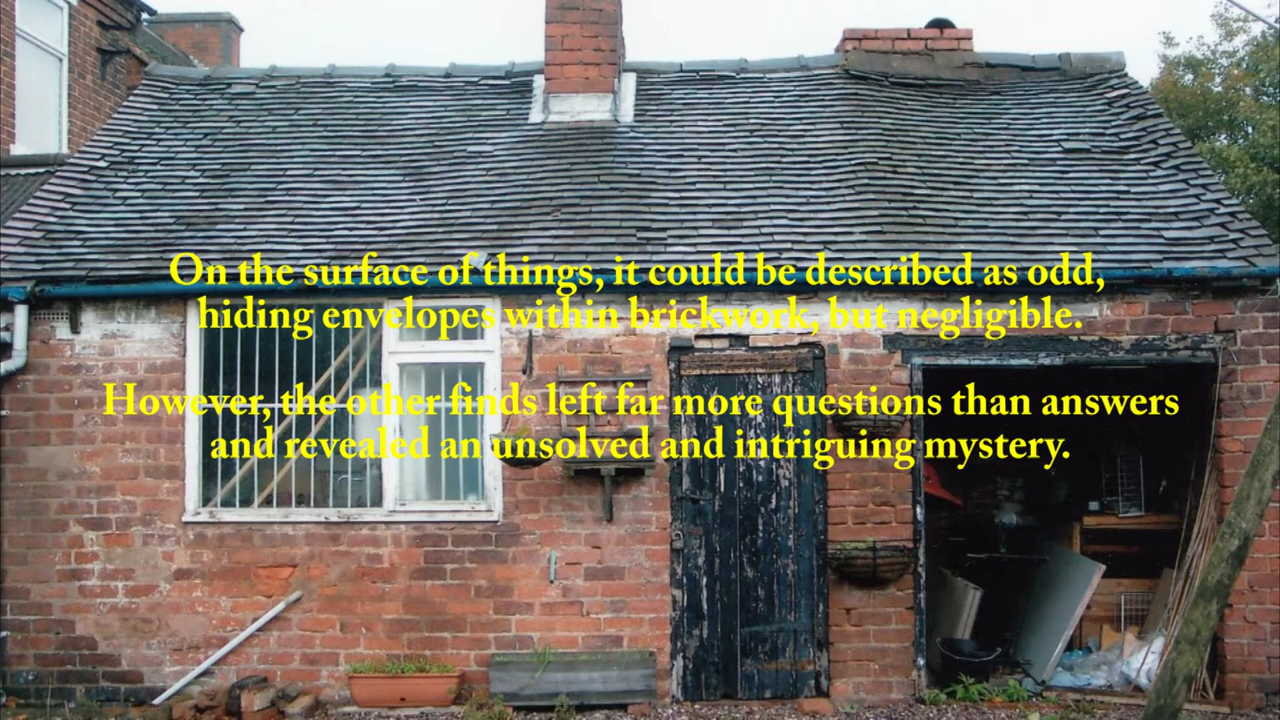 On the surface of things, it could be described as odd,
hiding envelopes within brickwork, but negligible.
However, the other finds left far more questions than answers
and revealed an unsolved and intriguing mystery.